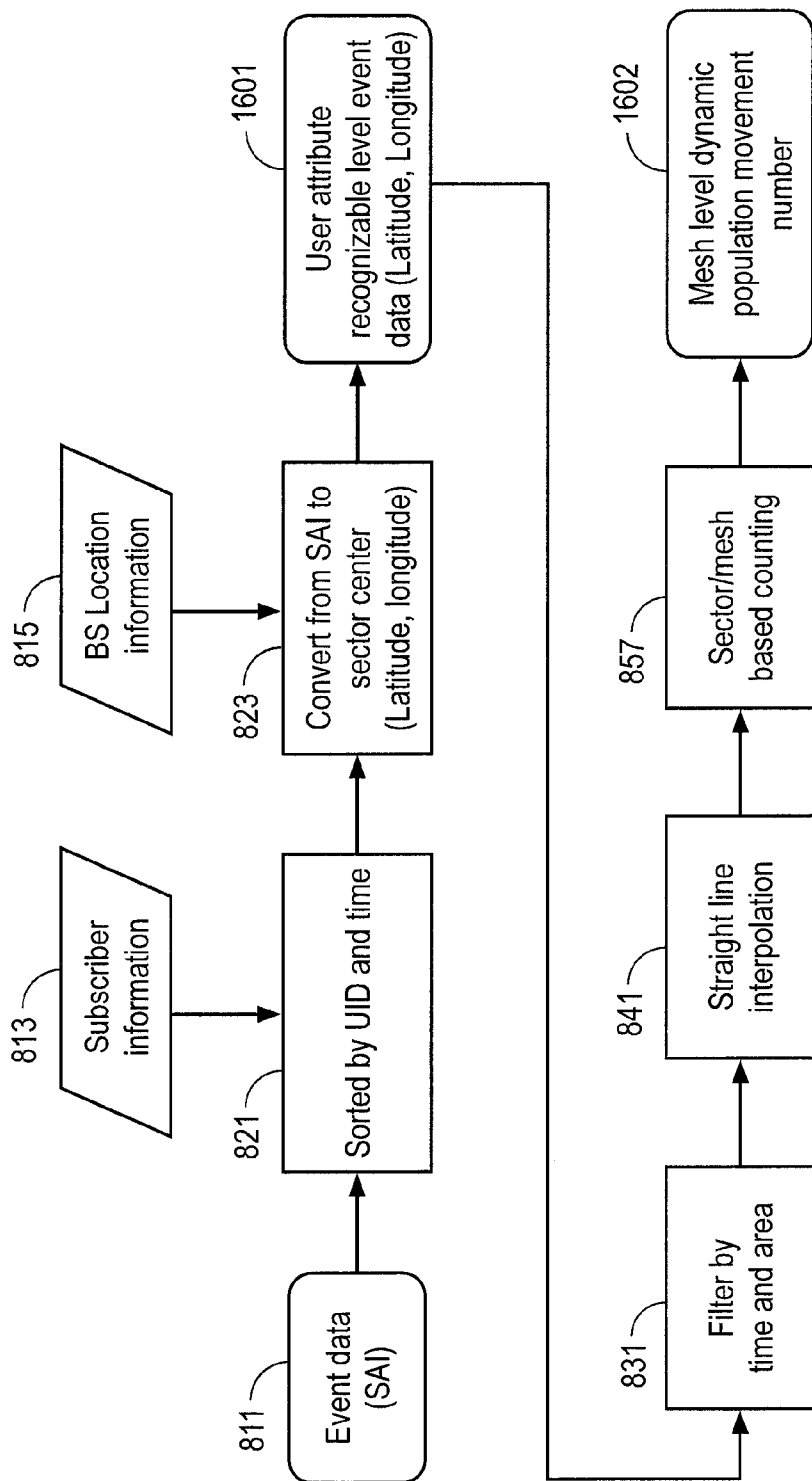 813
Subscriber
information
815
BS Location
information
811
Event data
(SAI)
821
Sorted by UID and time
823
Convert from SAI to
sector center
(Latitude, longitude)
1601
User attribute
recognizable level event
data (Latitude, Longitude)
831
Filter by
time and area
841
Straight line
interpolation
857
Sector/mesh
based counting
1602
Mesh level dynamic
population movement
number